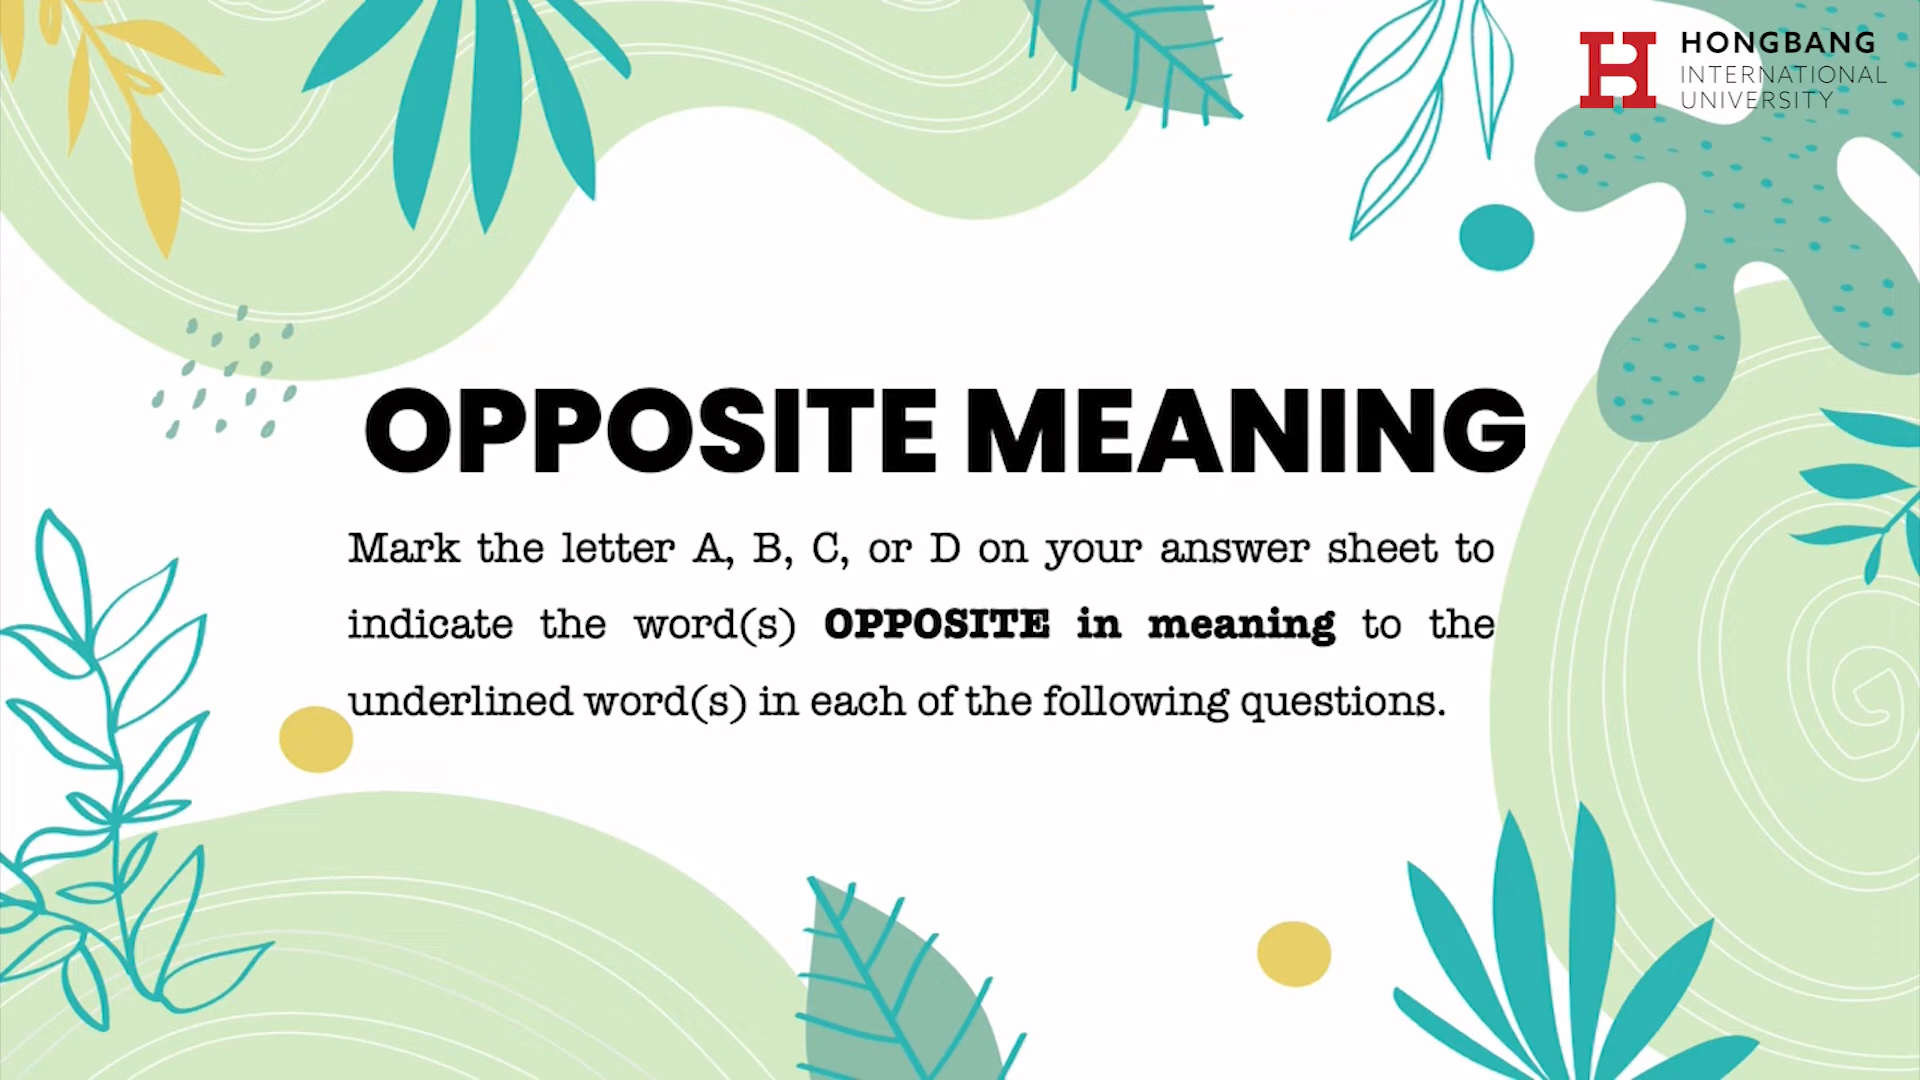 HONGBANG
INTERNATIONAL
UNIVERSITY
OPPOSITE MEANING
Mark the letter A, B, C, or D on your answer sheet to
indicate the word(s) OPPOSITE in meaning to the
underlined word(s) in each of the following questions.